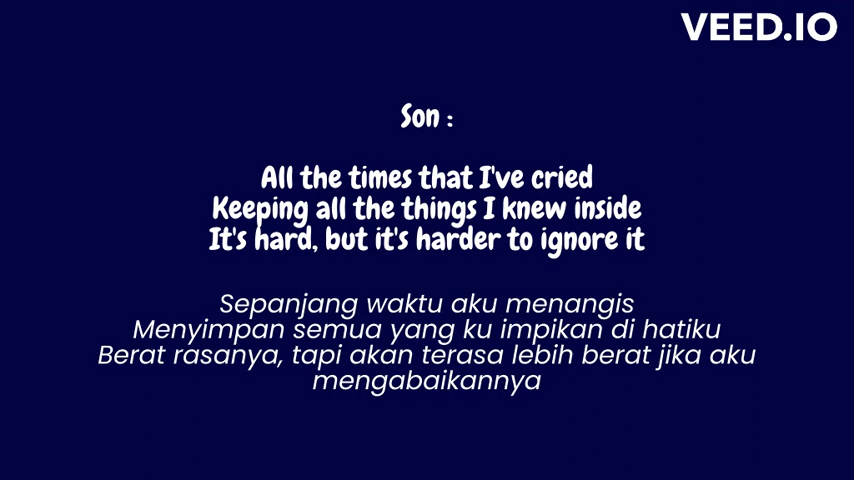 VEED.IO
Son :
All the times that I've cried
Keeping all the things I knew inside
It's hard, but it's harder to ignore it
Sepanjang waktu aku menangis
Menyimpan semua yang ku impikan di hatiku
Berat rasanya, tapi akan terasa lebih berat jika aku
mengabaikannya